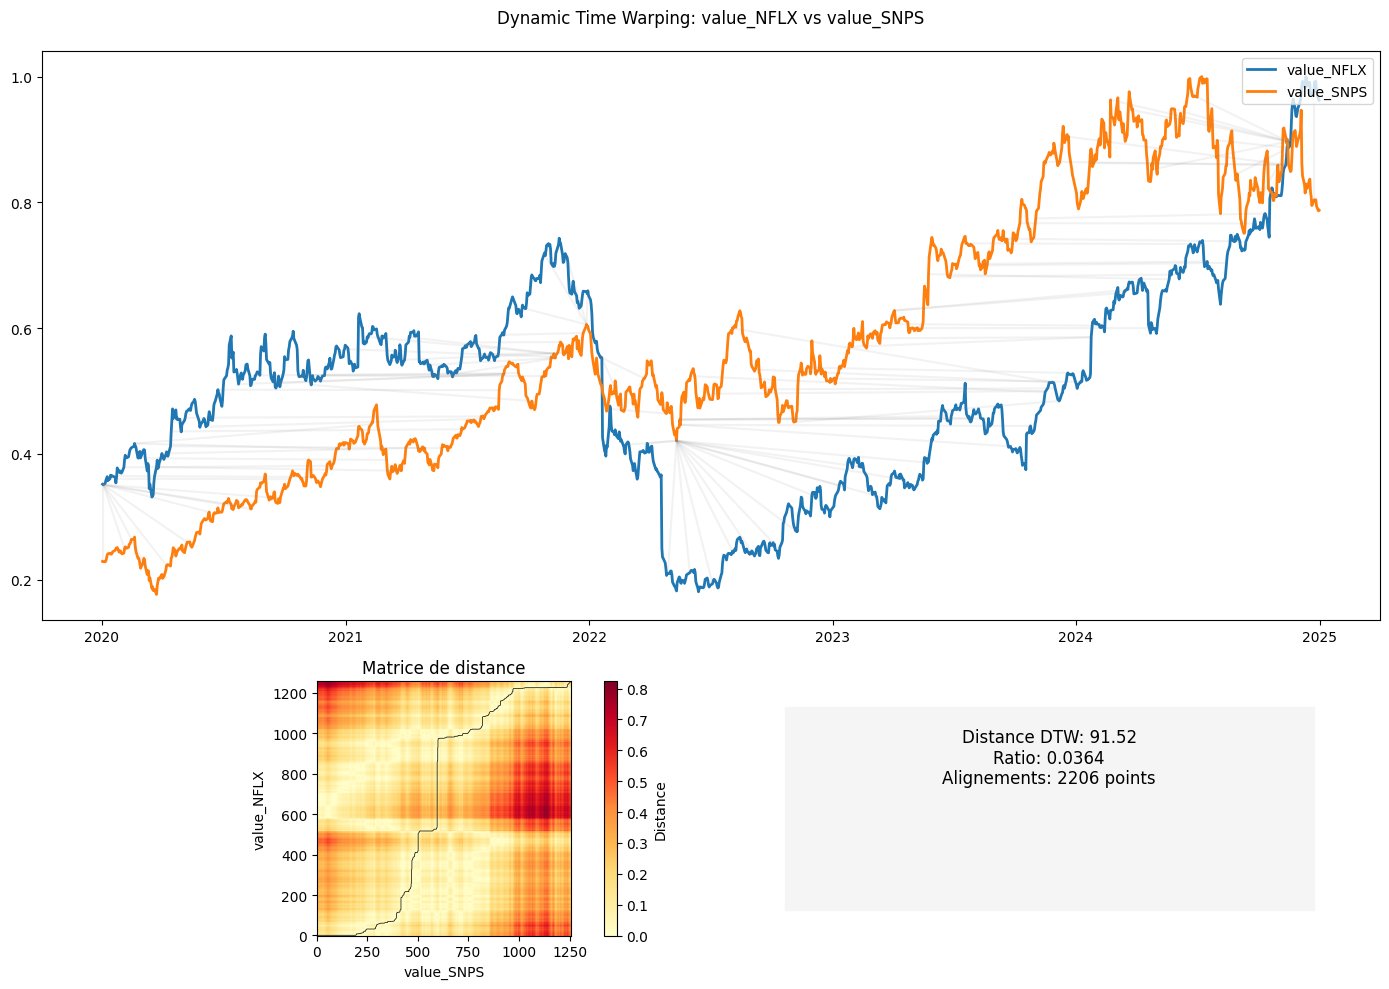 Dynamic Time Warping: value_NFLX vs value_SNPS
value_NFLX
value_SNPS
1.0
0.8
0.6
0.4
0.2
2020 2021 2022 2023 2024 2025
Matrice de distance
1200
1000
800
600
400
200
0
value_NFLX
0 250 500 750 1000 1250
value_SNPS
0.8
0.7
0.6
0.5
0.4
0.3
0.2
0.1
0.0
Distance
Distance DTW: 91.52
Ratio: 0.0364
Alignements: 2206 points